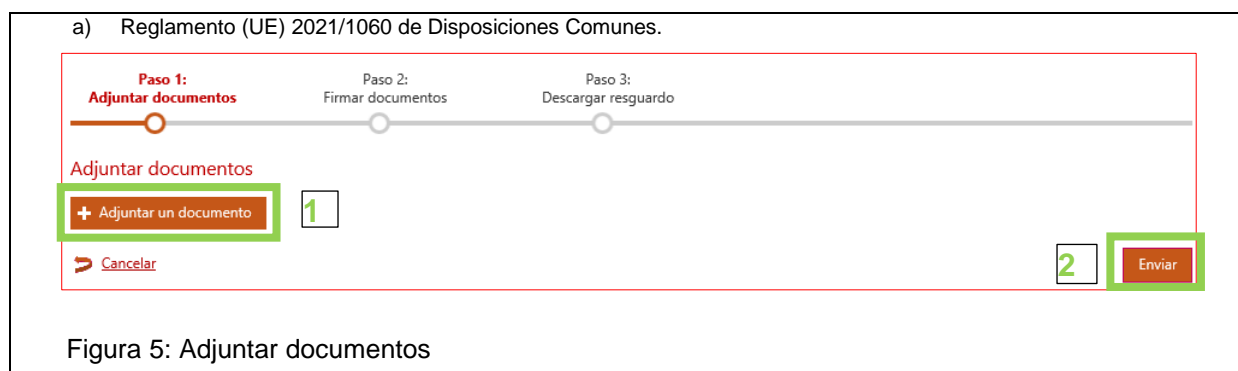 a) Reglamento (UE) 2021/1060 de Disposiciones Comunes.
Paso 1: Paso 2: Paso 3:
Adjuntar documentos Firmar documentos Descargar resguardo
Adjuntar documentos
+ Adjuntar un documento 1
Cancelar 2 Enviar
Figura 5: Adjuntar documentos